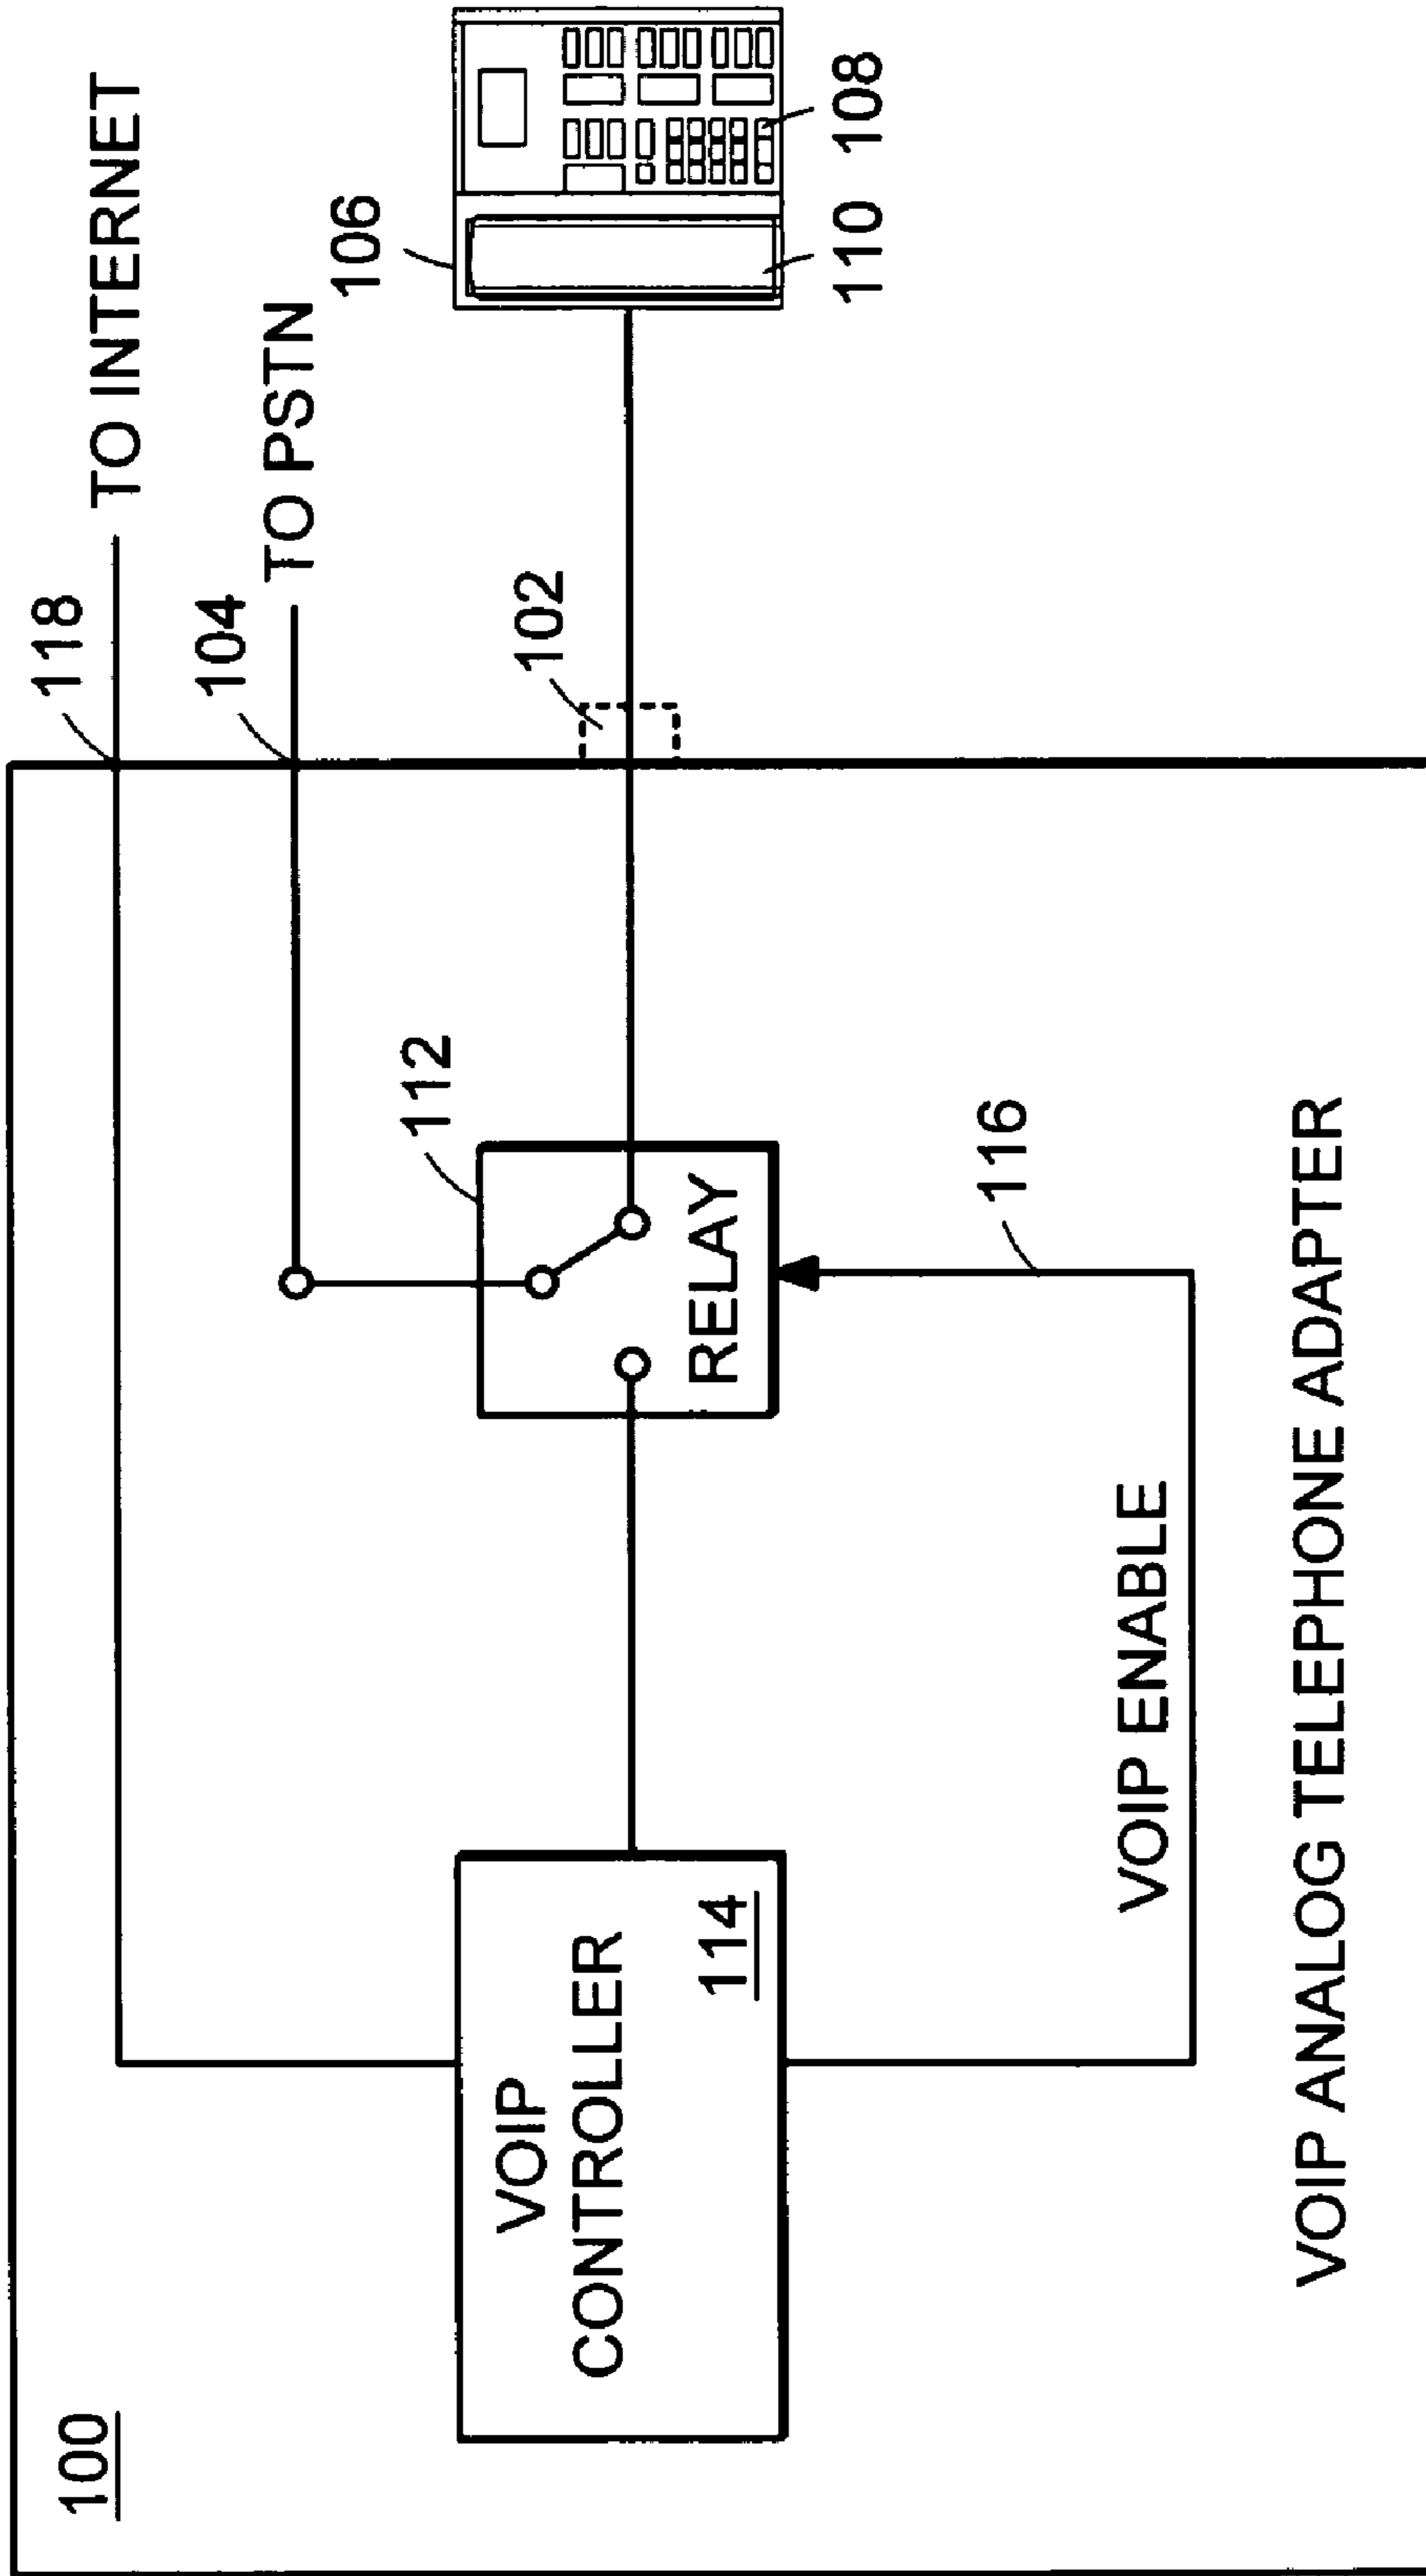 100
118
TO INTERNET
104
TO PSTN
106
102
112
VOIP
CONTROLLER
114
RELAY
110
108
116
VOIP ENABLE
VOIP ANALOG TELEPHONE ADAPTER